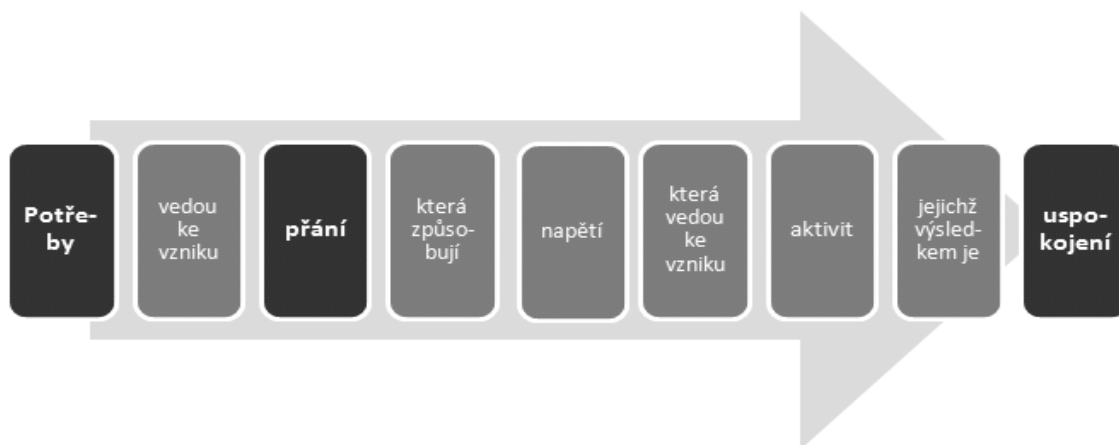 Potře-
by
vedou
ke
vzniku
přání
která
způso-
bují
napětí
která
vedou
ke
vzniku
aktivit
jejichž
výsled-
kem je
uspo-
kojení